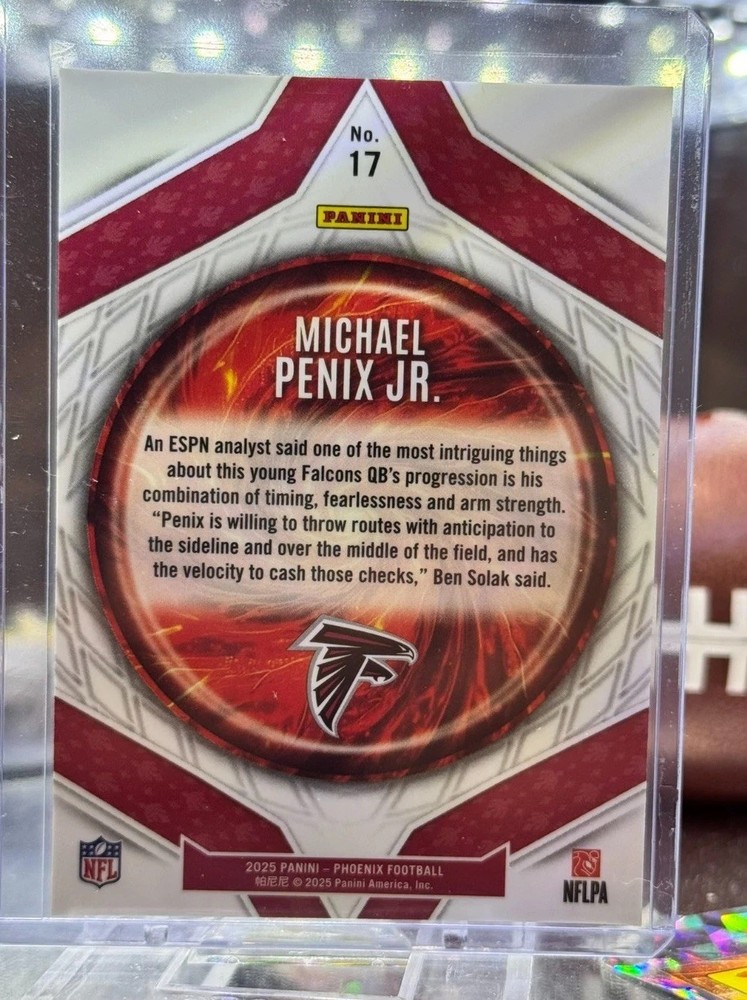 No.
17
PANINI
MICHAEL
PENIX JR.
An ESPN analyst said one of the most intriguing things
about this young Falcons QB's progression is his
combination of timing, fearlessness and arm strength.
“Penix is willing to throw routes with anticipation to
the sideline and over the middle of the field, and has
the velocity to cash those checks,” Ben Solak said.
NFL
2025 PANINI – PHOENIX FOOTBALL
帕尼尼 © 2025 Panini America, Inc.
NFLPA
H